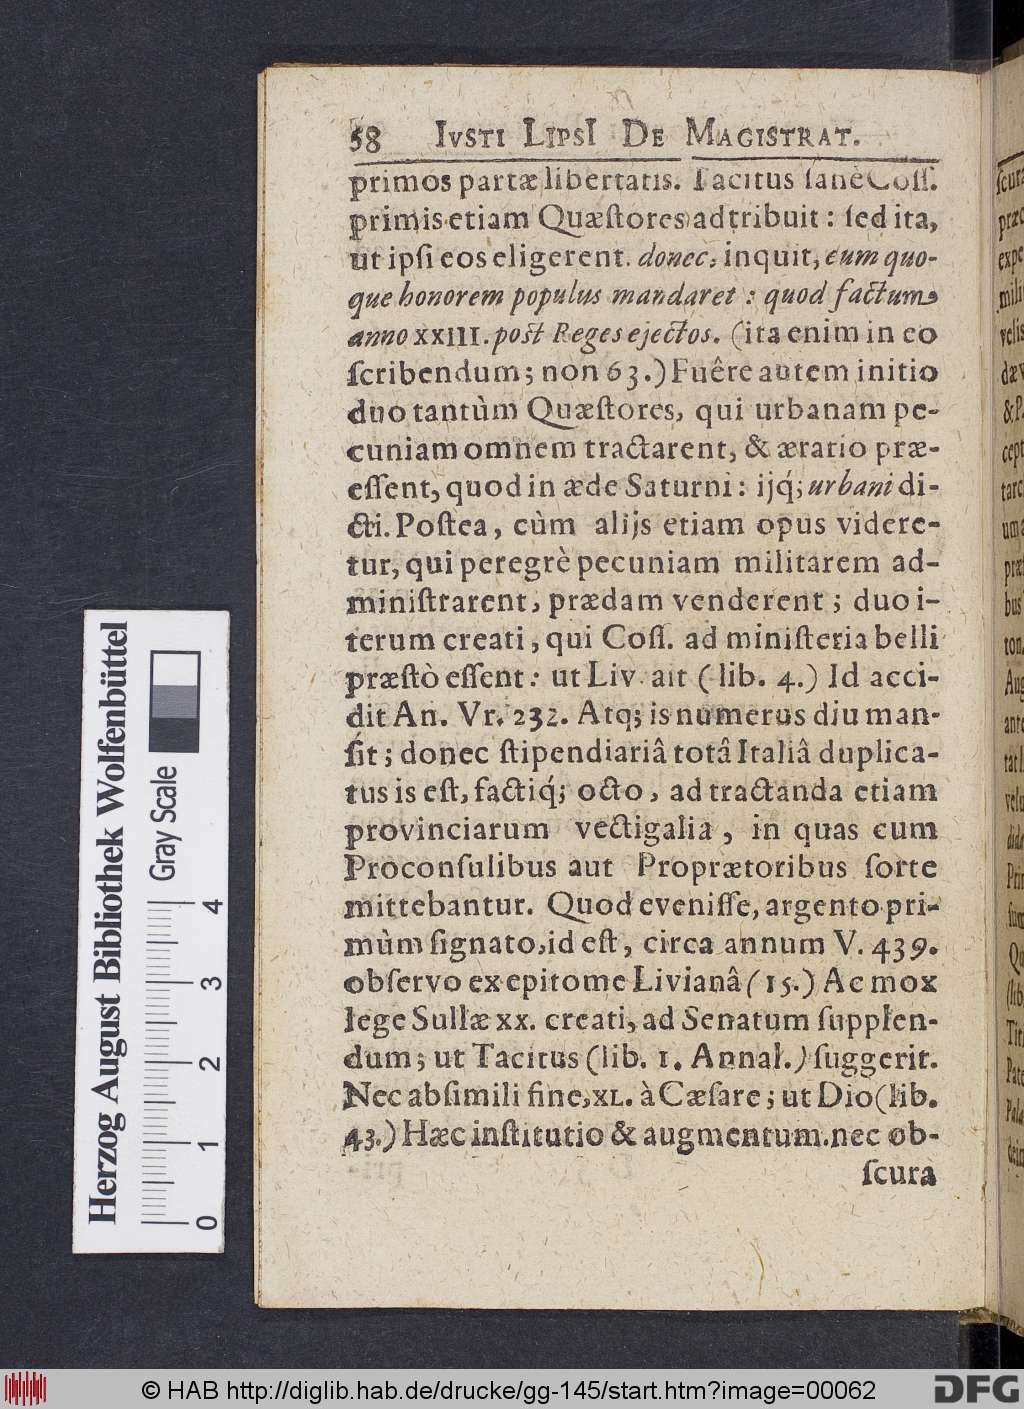 58 IVSTI LIPSI DE MAGISTRAT.
primos partæ libertatis. Tacitus ſanè Coſſ.
primis etiam Quæſtores adtribuit : ſed ita,
ut ipſi eos eligerent. donec, inquit, eum quo-
que honorem populus mandaret : quod factum
anno XXIII. poſt Reges ejectos. (ita enim in eo
ſcribendum; non 63.) Fuêre autem initio
duo tantùm Quæſtores, qui urbanam pe-
cuniam omnem tractarent, & ærario præ-
eſſent, quod in æde Saturni : ijq́; urbani di-
cti. Poſtea, cùm alijs etiam opus videre-
tur, qui peregrè pecuniam militarem ad-
miniſtrarent, prædam venderent ; duo i-
terum creati, qui Coſſ. ad miniſteria belli
præſtò eſſent : ut Liv. ait ( lib. 4.) Id acci-
dit An. Vr. 232. Atq; is numerus diu man-
ſit ; donec ſtipendiariâ totâ Italiâ duplica-
tus is eſt, factiq́; octo, ad tractanda etiam
provinciarum vectigalia, in quas cum
Proconſulibus aut Proprætoribus ſorte
mittebantur. Quod eveniſſe, argento pri-
mùm ſignato, id eſt, circa annum V. 439.
obſervo ex epitome Livianâ (15.) Ac mox
lege Sullæ XX. creati, ad Senatum ſupplen-
dum; ut Tacitus (lib. 1. Annal.) ſuggerit.
Nec abſimili fine, XL. à Cæſare ; ut Dio (lib.
43.) Hæc inſtitutio & augmentum. nec ob-
ſcura
Herzog August Bibliothek Wolfenbüttel
Gray Scale
0 1 2 3 4
© HAB http://diglib.hab.de/drucke/gg-145/start.htm?image=00062
DFG